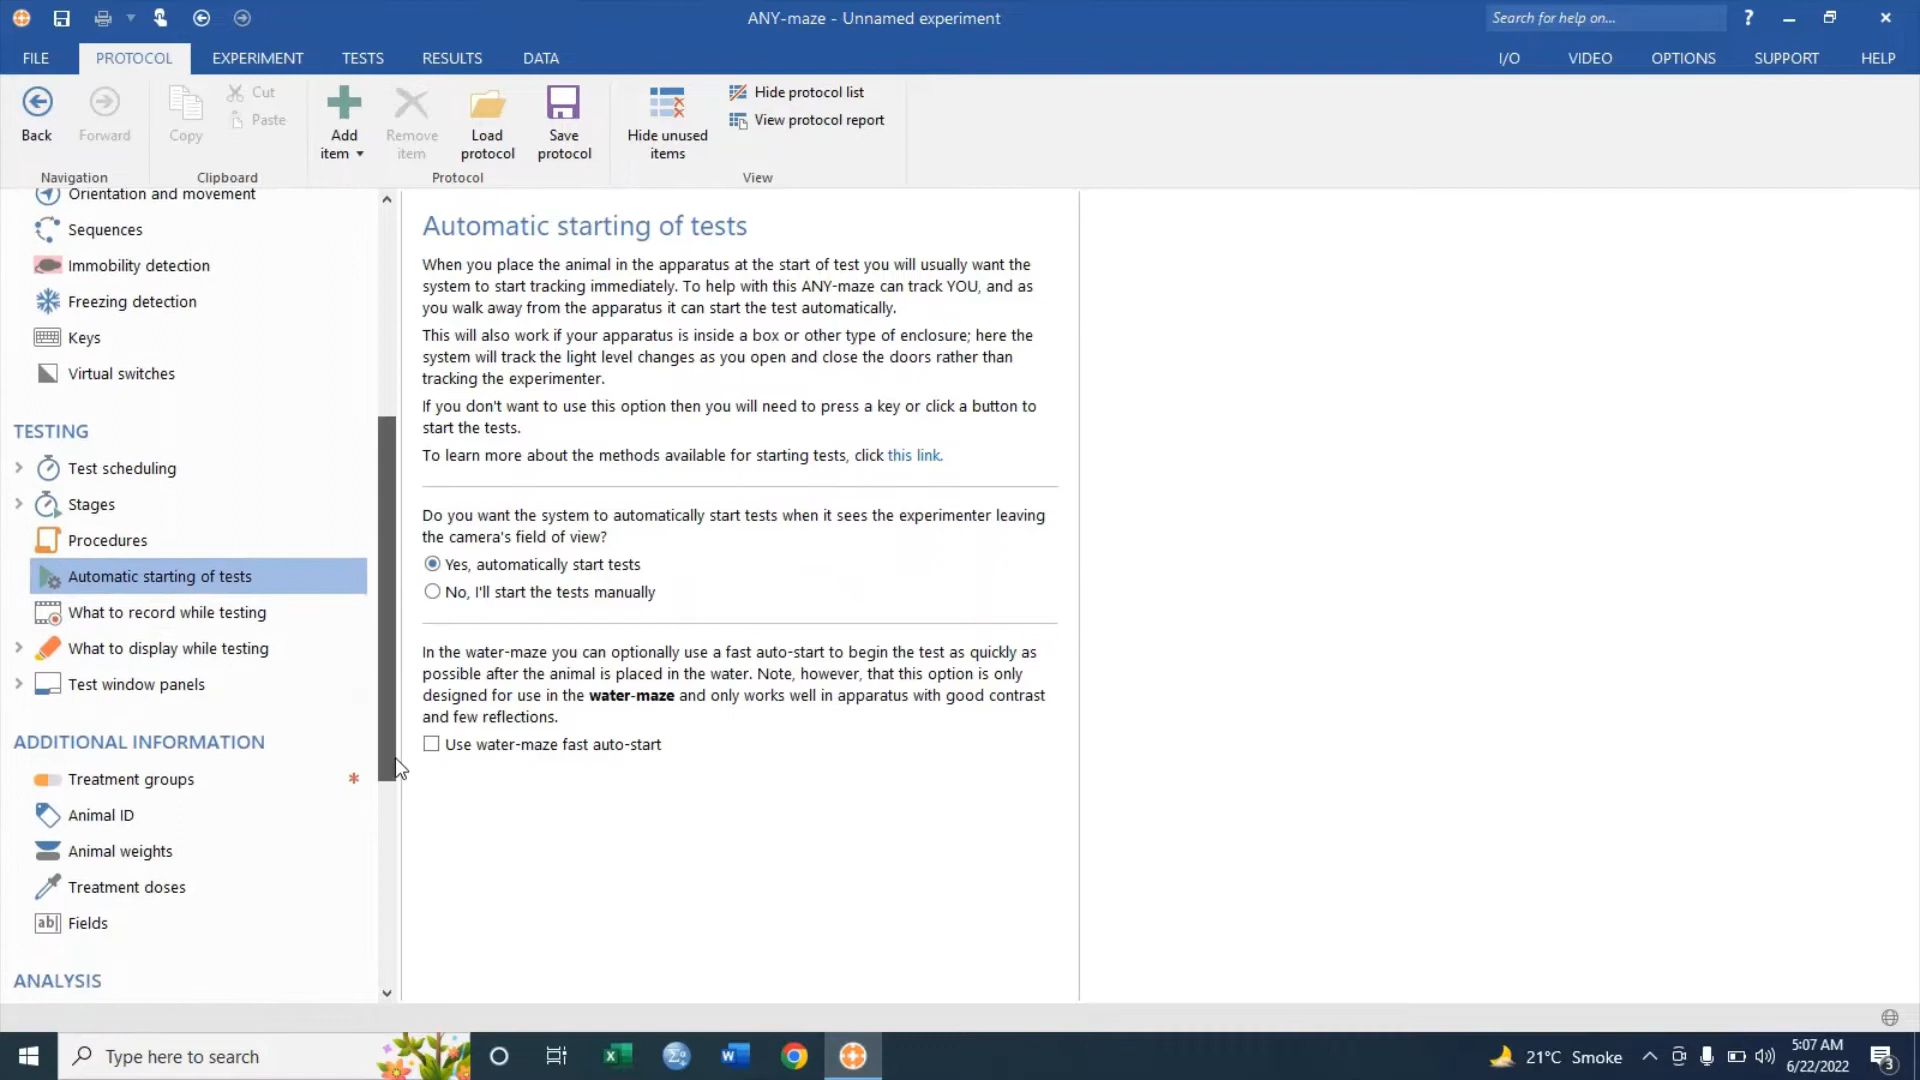 ANY-maze - Unnamed experiment
Search for help on...
?
FILE
PROTOCOL
EXPERIMENT
TESTS
RESULTS
DATA
I/O
VIDEO
OPTIONS
SUPPORT
HELP
Back
Forward
Navigation
Copy
Cut
Paste
Clipboard
Add item
Remove item
Load protocol
Save protocol
Protocol
Hide unused items
Hide protocol list
View protocol report
View
Orientation and movement
Sequences
Immobility detection
Freezing detection
Keys
Virtual switches
TESTING
Test scheduling
Stages
Procedures
Automatic starting of tests
What to record while testing
What to display while testing
Test window panels
ADDITIONAL INFORMATION
Treatment groups *
Animal ID
Animal weights
Treatment doses
ab| Fields
ANALYSIS
Automatic starting of tests
When you place the animal in the apparatus at the start of test you will usually want the
system to start tracking immediately. To help with this ANY-maze can track YOU, and as
you walk away from the apparatus it can start the test automatically.
This will also work if your apparatus is inside a box or other type of enclosure; here the
system will track the light level changes as you open and close the doors rather than
tracking the experimenter.
If you don't want to use this option then you will need to press a key or click a button to
start the tests.
To learn more about the methods available for starting tests, click this link.
Do you want the system to automatically start tests when it sees the experimenter leaving
the camera's field of view?
Yes, automatically start tests
No, I'll start the tests manually
In the water-maze you can optionally use a fast auto-start to begin the test as quickly as
possible after the animal is placed in the water. Note, however, that this option is only
designed for use in the water-maze and only works well in apparatus with good contrast
and few reflections.
Use water-maze fast auto-start
Type here to search
21°C Smoke
5:07 AM
6/22/2022
3